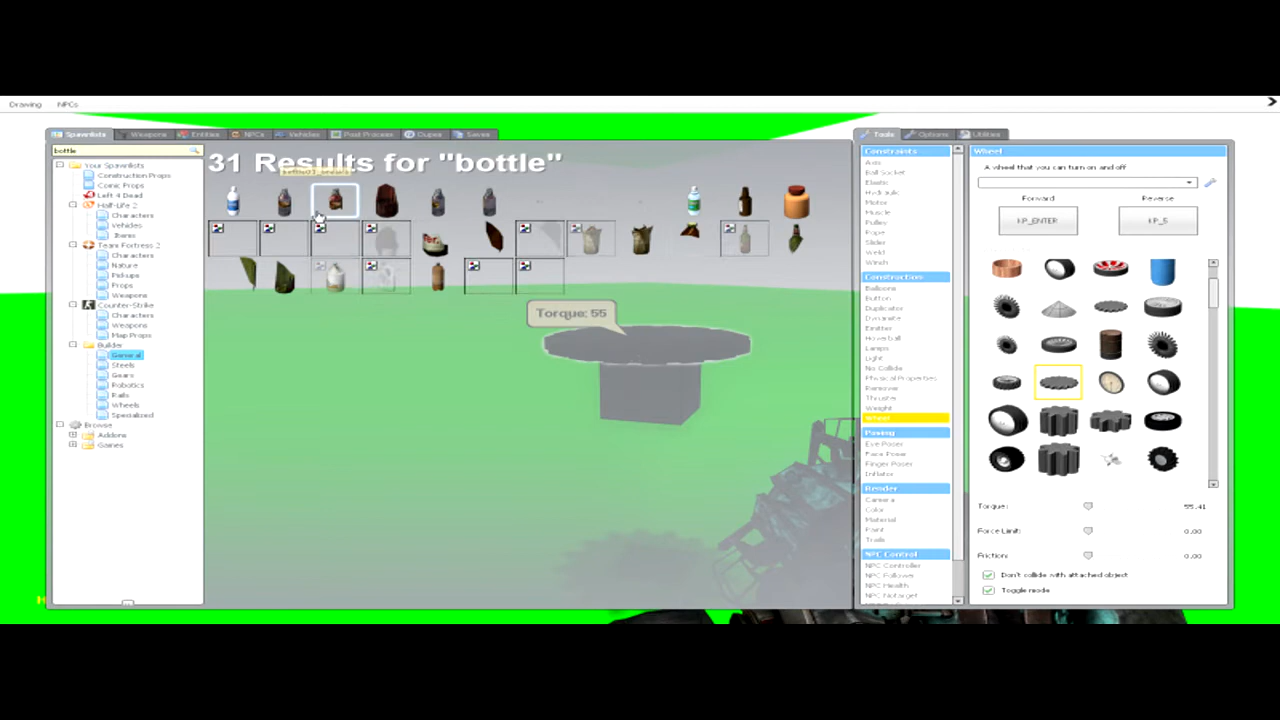 Drawing NPCs
Spawnlists Weapons Entities NPCs Vehicles Post Process Dupes Saves
bottle
31 Results for "bottle"
Your Spawnlists
Construction Props
Comic Props
Left 4 Dead
Half-Life 2
Characters
Vehicles
Items
Team Fortress 2
Characters
Nature
Pick-ups
Props
Weapons
Counter-Strike
Characters
Weapons
Map Props
Builder
General
Steels
Gears
Robotics
Rails
Wheels
Specialized
Browse
Addons
Games
Torque: 55
Tools Options Utilities
Constraints
Axis
Ball Socket
Elastic
Hydraulic
Motor
Muscle
Pulley
Rope
Slider
Weld
Winch
Construction
Balloons
Button
Duplicator
Dynamite
Emitter
Hoverball
Lamps
Light
No Collide
Physical Properties
Remover
Thruster
Weight
Wheel
Posing
Eye Poser
Face Poser
Finger Poser
Inflator
Render
Camera
Color
Material
Paint
Trails
NPC Control
NPC Controller
NPC Follower
NPC Health
NPC Notarget
Wheel
A wheel that you can turn on and off
Forward Reverse
KP_ENTER KP_5
Torque: 55.41
Force Limit: 0.00
Friction: 0.00
Don't collide with attached object
Toggle mode